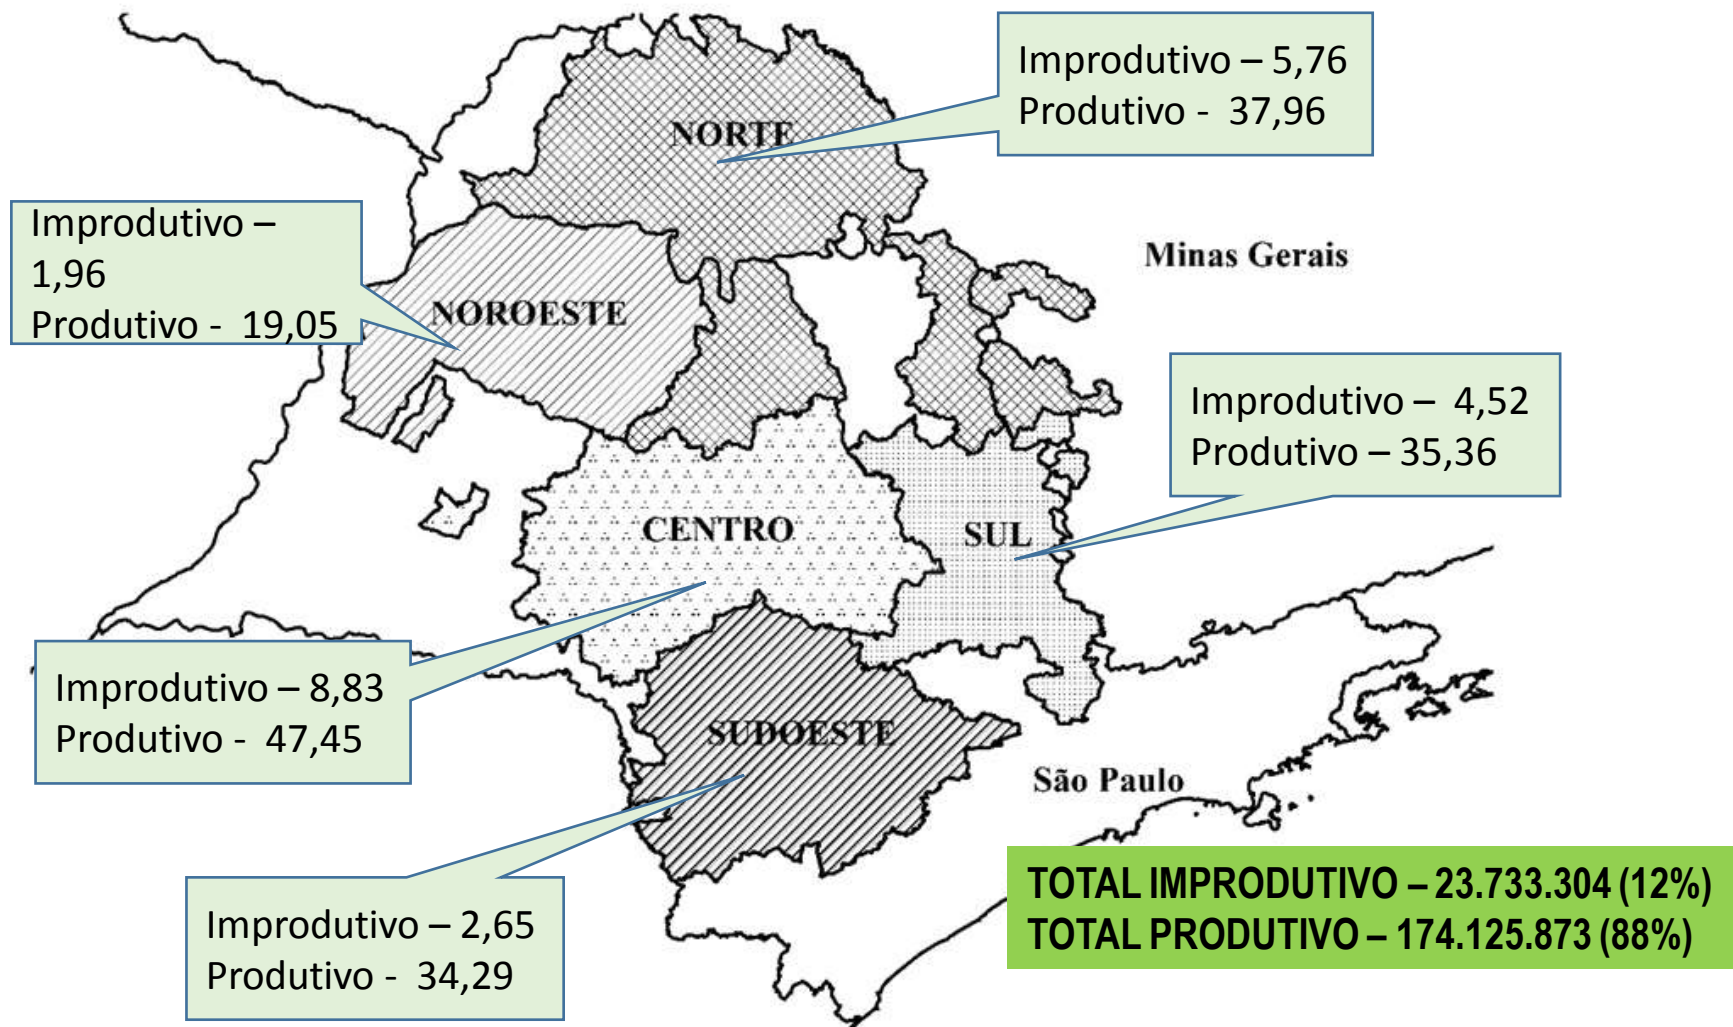 Improdutivo – 5,76
Produtivo - 37,96
NORTE
Improdutivo –
1,96
Produtivo - 19,05
Minas Gerais
NOROESTE
Improdutivo – 4,52
Produtivo – 35,36
CENTRO
SUL
Improdutivo – 8,83
Produtivo - 47,45
SUDOESTE
São Paulo
TOTAL IMPRODUTIVO – 23.733.304 (12%)
TOTAL PRODUTIVO – 174.125.873 (88%)
Improdutivo – 2,65
Produtivo - 34,29